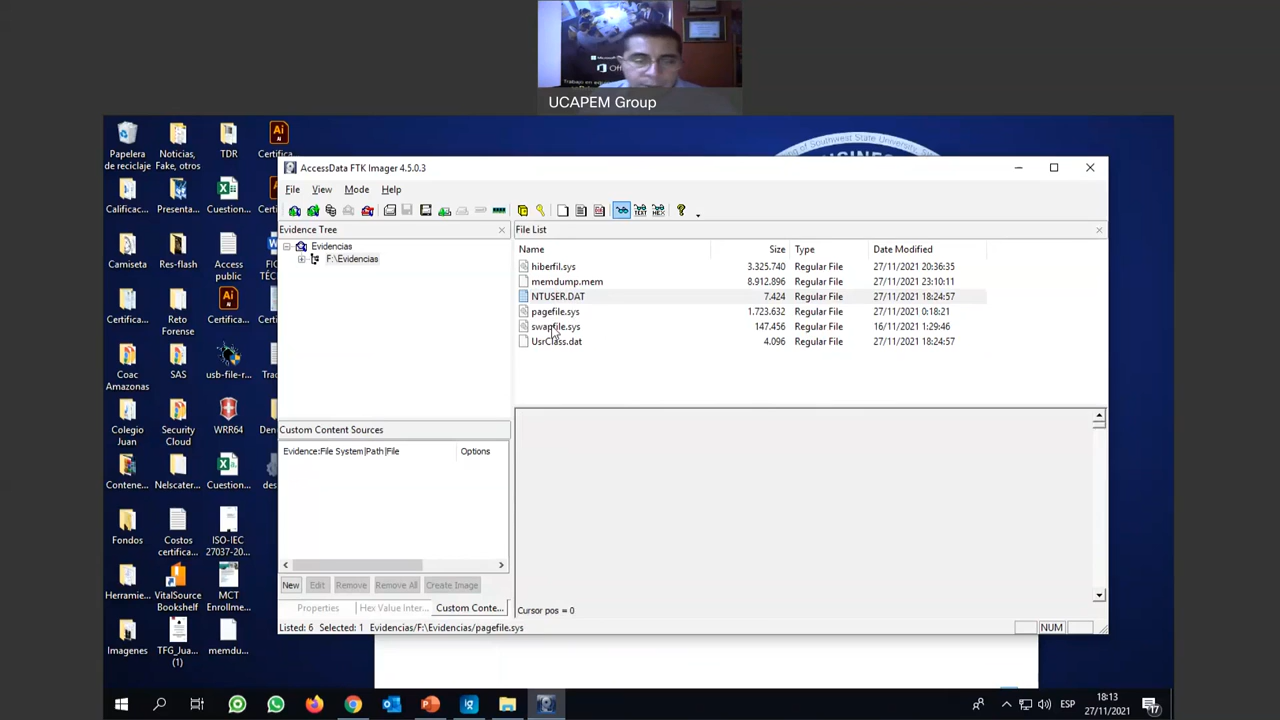 UCAPEM Group
Papelera de reciclaje
Noticias, Fake, otros
TDR
Certifica...
Calificac...
Presenta...
Cuestion...
Camiseta
Res-flash
Access public
Certifica...
Reto Forense
Certifica...
Coac Amazonas
SAS
usb-file-r...
Colegio Juan
Security Cloud
WRR64
Contene...
Nelscater...
Cuestion...
Fondos
Costos certifica...
ISO-IEC 27037-20...
Herramie...
VitalSource Bookshelf
MCT Enrollme...
Imagenes
TFG_Jua... (1)
memdu...
AccessData FTK Imager 4.5.0.3
File View Mode Help
Evidence Tree
Evidencias
F:\Evidencias
File List
Name Size Type Date Modified
hiberfil.sys 3.325.740 Regular File 27/11/2021 20:36:35
memdump.mem 8.912.896 Regular File 27/11/2021 23:10:11
NTUSER.DAT 7.424 Regular File 27/11/2021 18:24:57
pagefile.sys 1.723.632 Regular File 27/11/2021 0:18:21
swapfile.sys 147.456 Regular File 16/11/2021 1:29:46
UsrClass.dat 4.096 Regular File 27/11/2021 18:24:57
Custom Content Sources
Evidence:File System|Path|File Options
New Edit Remove Remove All Create Image
Properties Hex Value Inter... Custom Conte...
Cursor pos = 0
Listed: 6 Selected: 1 Evidencias/F:\Evidencias/pagefile.sys
NUM
ESP
18:13
27/11/2021
17